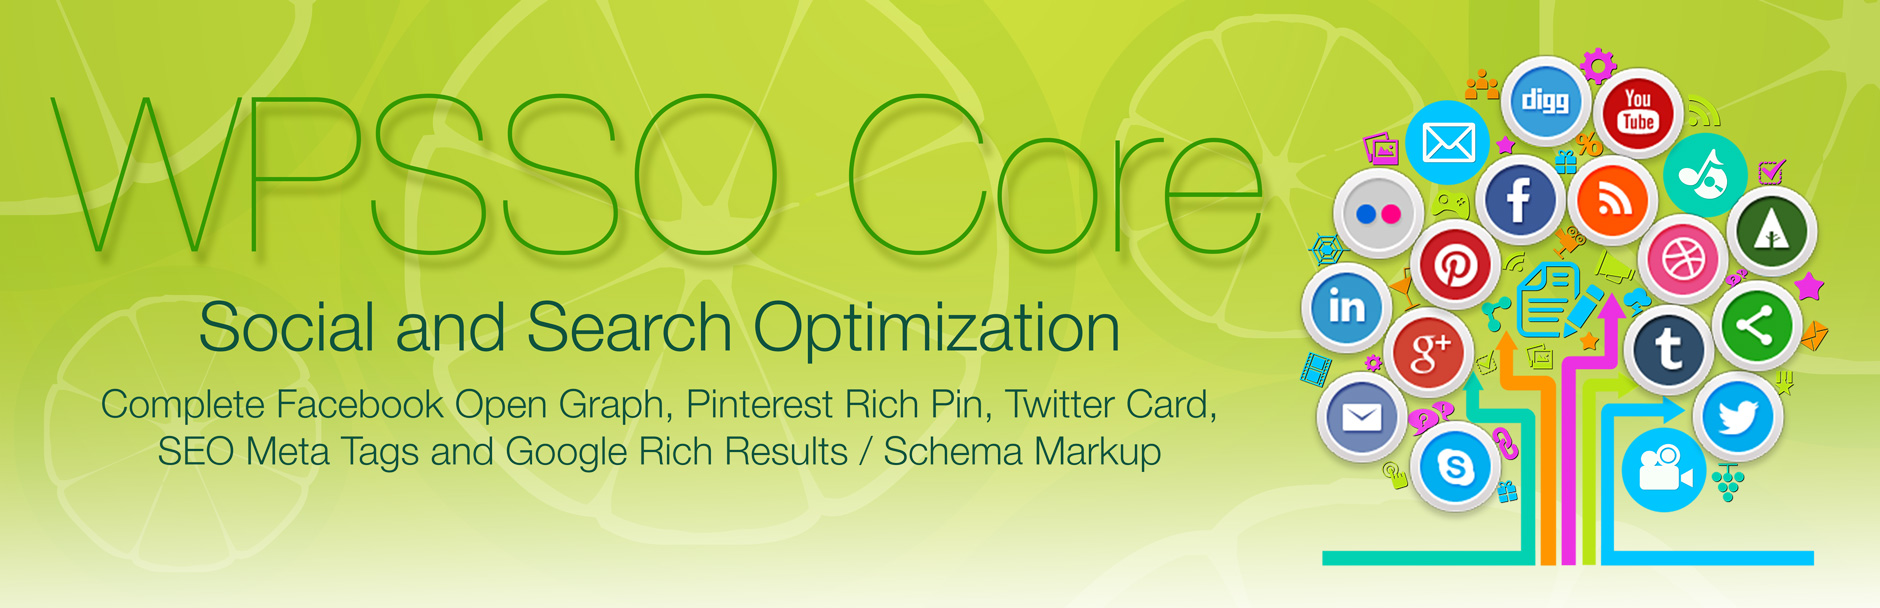 WPSSO Core
Social and Search Optimization
Complete Facebook Open Graph, Pinterest Rich Pin, Twitter Card,
SEO Meta Tags and Google Rich Results / Schema Markup
digg
You
Tube
f
in
g+
t
S